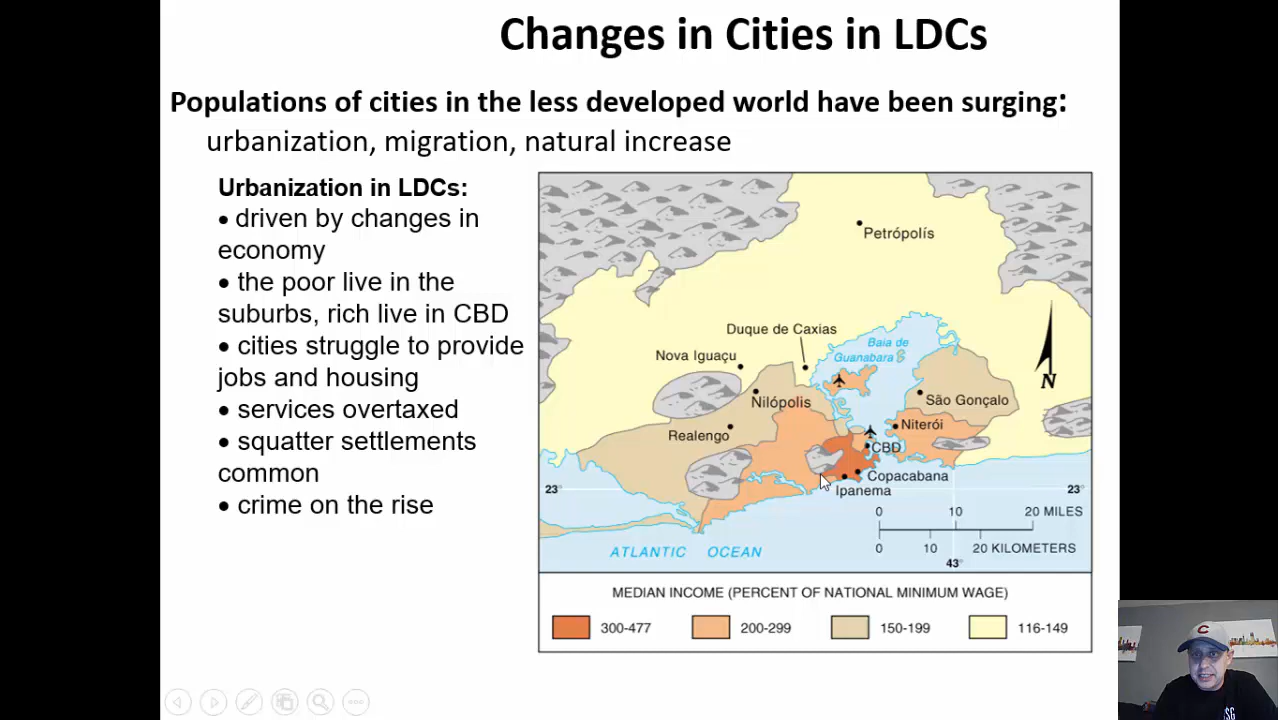 Changes in Cities in LDCs
Populations of cities in the less developed world have been surging:
urbanization, migration, natural increase
Urbanization in LDCs:
• driven by changes in
economy
• the poor live in the
suburbs, rich live in CBD
• cities struggle to provide
jobs and housing
• services overtaxed
• squatter settlements
common
• crime on the rise
Petrópolís
Duque de Caxias
Baia de
Guanabara
Nova Iguaçu
Nilópolis
São Gonçalo
Realengo
Niterói
CBD
Copacabana
Ipanema
N
23°
23°
0 10 20 MILES
0 10 20 KILOMETERS
43°
ATLANTIC OCEAN
MEDIAN INCOME (PERCENT OF NATIONAL MINIMUM WAGE)
300-477
200-299
150-199
116-149
C